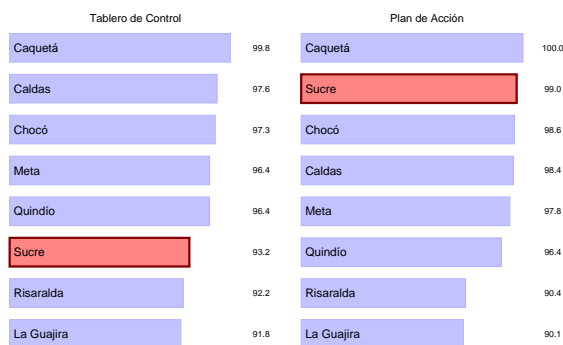 Tablero de Control
Caquetá 99.8
Caldas 97.6
Chocó 97.3
Meta 96.4
Quindío 96.4
Sucre 93.2
Risaralda 92.2
La Guajira 91.8
Plan de Acción
Caquetá 100.0
Sucre 99.0
Chocó 98.6
Caldas 98.4
Meta 97.8
Quindío 96.4
Risaralda 90.4
La Guajira 90.1